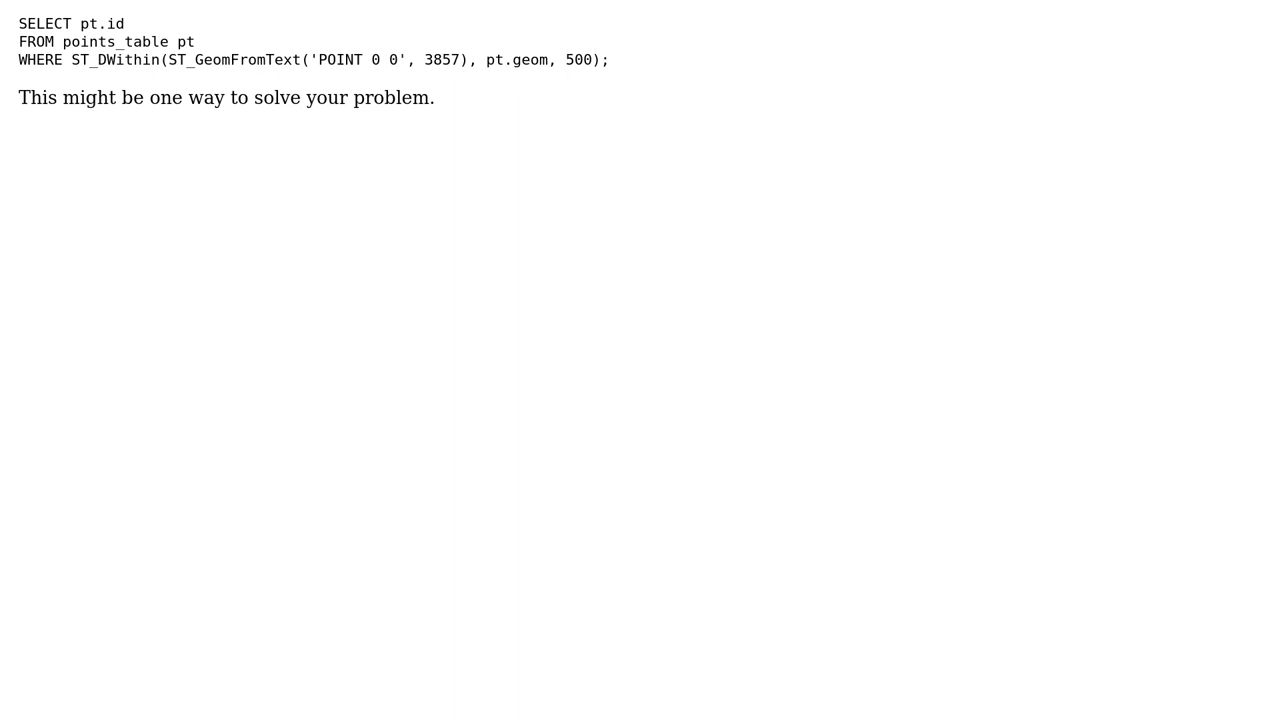 SELECT pt.id
FROM points_table pt
WHERE ST_DWithin(ST_GeomFromText('POINT 0 0', 3857), pt.geom, 500);
This might be one way to solve your problem.